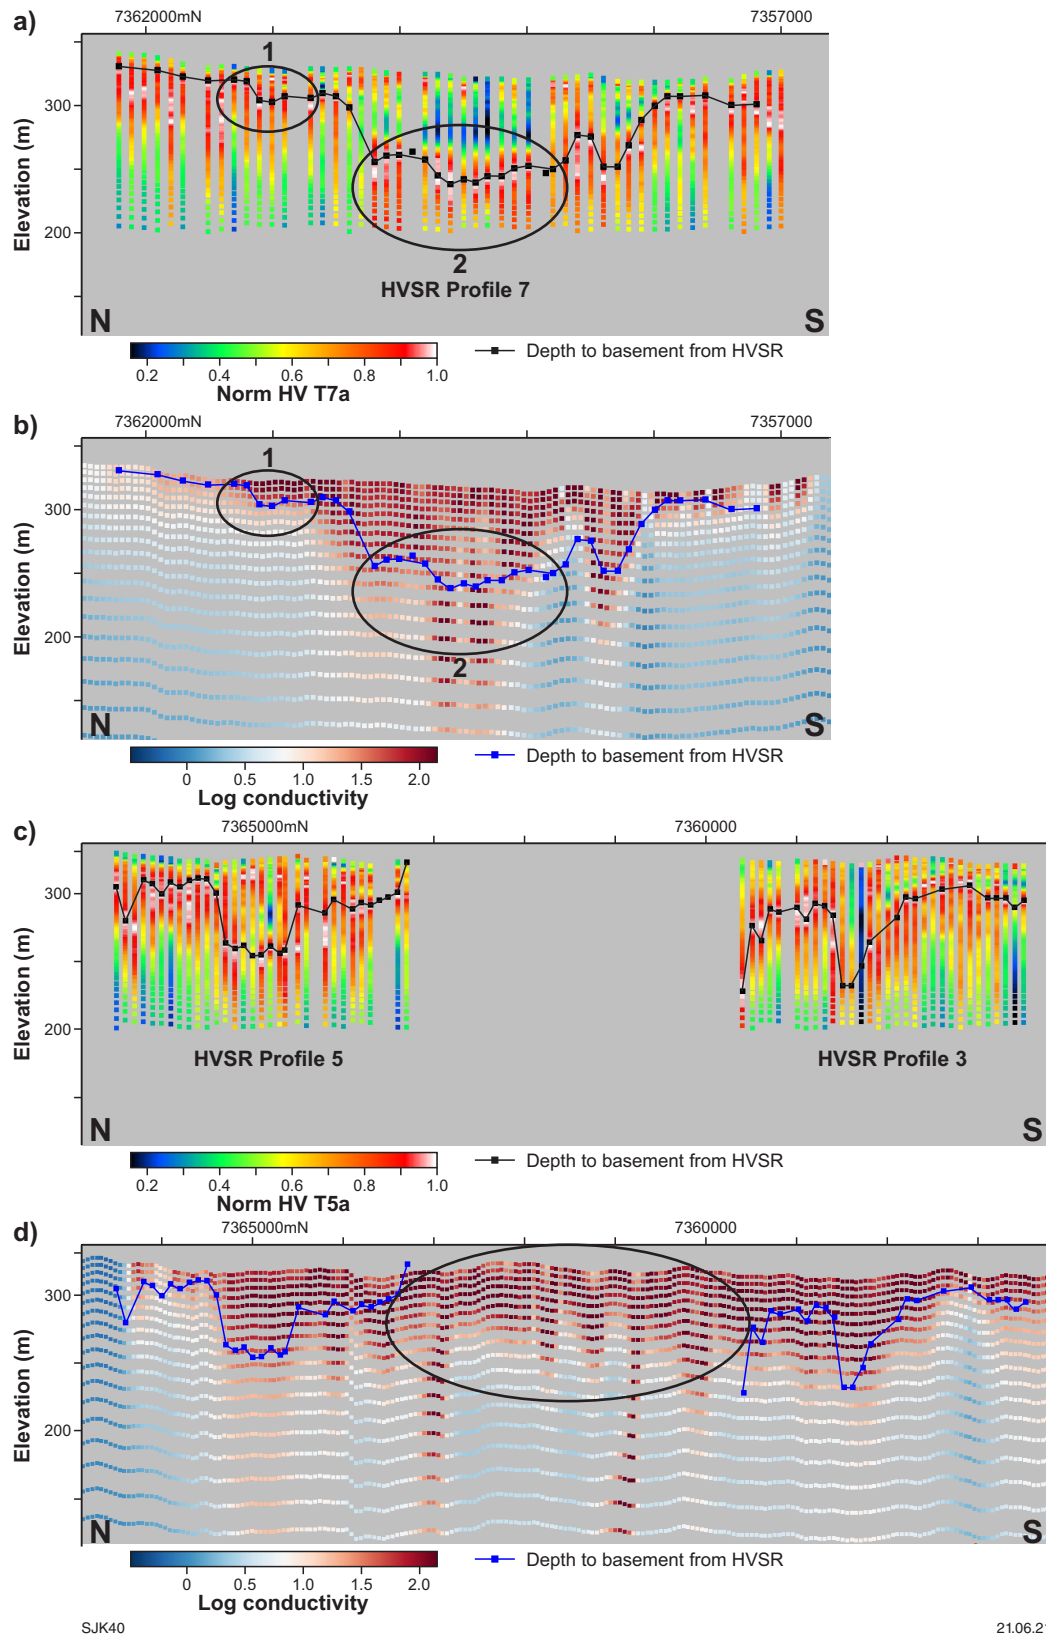 a)
7362000mN 7357000
1
300
Elevation (m)
200
2
HVSR Profile 7
N S
Depth to basement from HVSR
0.2 0.4 0.6 0.8 1.0
Norm HV T7a
b)
7362000mN 7357000
1
300
Elevation (m)
200
2
N S
Depth to basement from HVSR
0 0.5 1.0 1.5 2.0
Log conductivity
c)
7365000mN 7360000
300
Elevation (m)
200
HVSR Profile 5 HVSR Profile 3
N S
Depth to basement from HVSR
0.2 0.4 0.6 0.8 1.0
Norm HV T5a
d)
7365000mN 7360000
300
Elevation (m)
200
N S
Depth to basement from HVSR
0 0.5 1.0 1.5 2.0
Log conductivity
SJK40 21.06.21